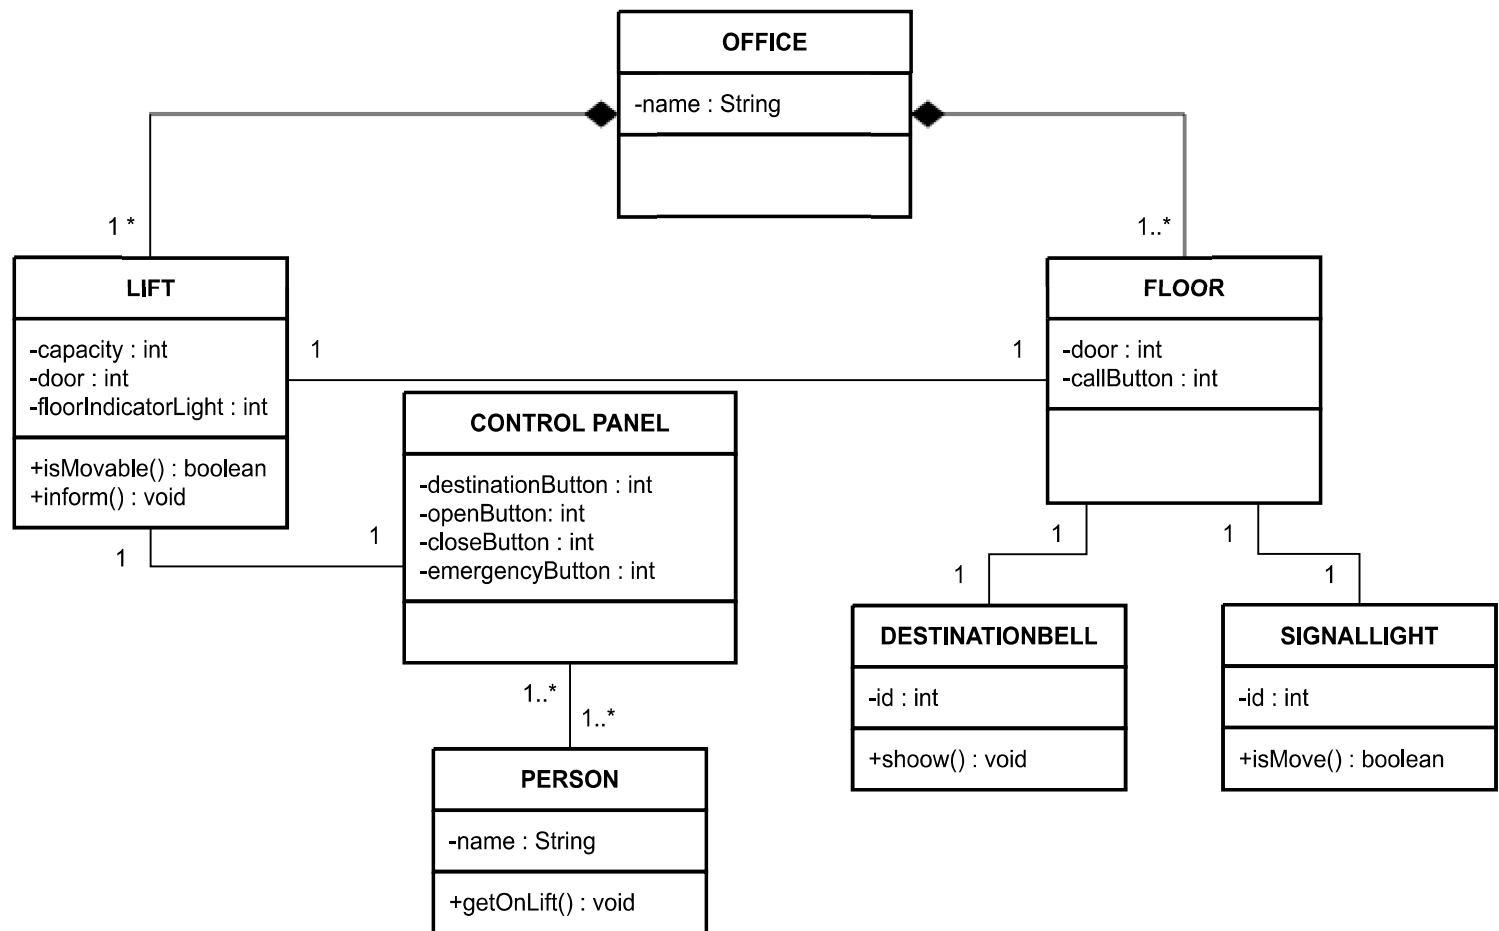 OFFICE
-name : String
1 *
1..*
LIFT
-capacity : int
-door : int
-floorIndicatorLight : int
+isMovable() : boolean
+inform() : void
1
1
FLOOR
-door : int
-callButton : int
CONTROL PANEL
-destinationButton : int
-openButton: int
-closeButton : int
-emergencyButton : int
1
1
1
1
1
1
DESTINATIONBELL
-id : int
+shoow() : void
SIGNALLIGHT
-id : int
+isMove() : boolean
1..*
1..*
PERSON
-name : String
+getOnLift() : void